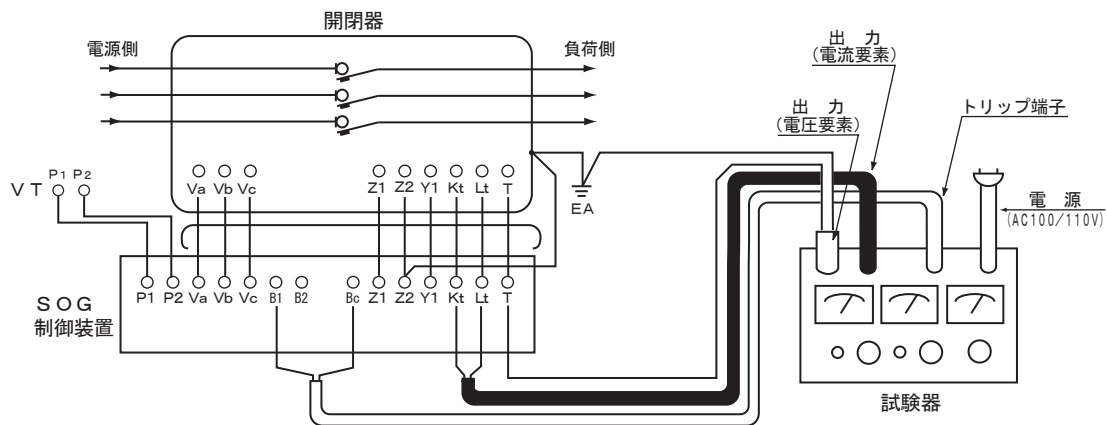 開閉器
電源側
負荷側
出 力
(電流要素)
出 力
(電圧要素)
トリップ端子
電 源
(AC100/110V)
VT
P1 P2
Va Vb Vc Z1 Z2 Y1 Kt Lt T
EA
SOG
制御装置
P1 P2 Va Vb Vc B1 B2 Bc Z1 Z2 Y1 Kt Lt T
試験器